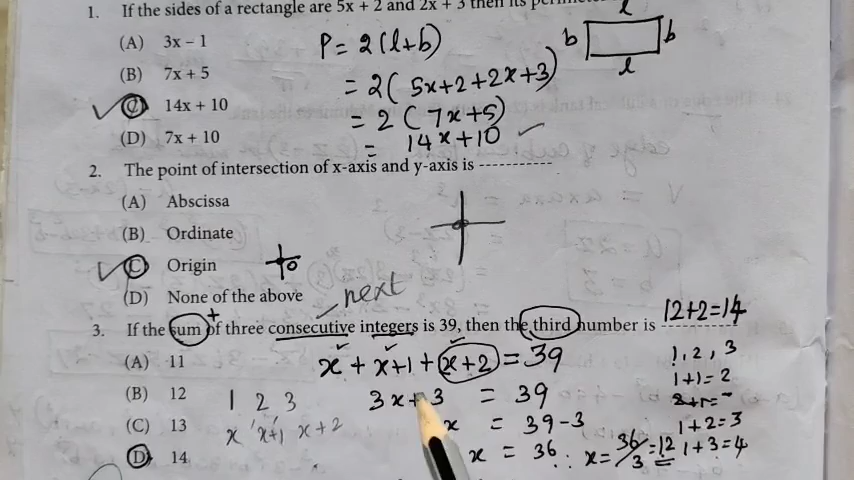 1. If the sides of a rectangle are 5x + 2 and 2x + 3 then its
(A) 3x – 1
(B) 7x + 5
(C) 14x + 10
(D) 7x + 10
P = 2(l+b)
= 2(5x+2+2x+3)
= 2(7x+5)
= 14x+10
l
b b
l
2. The point of intersection of x-axis and y-axis is -----------
(A) Abscissa
(B) Ordinate
(C) Origin
(D) None of the above
next
3. If the sum of three consecutive integers is 39, then the third number is -----------
+
12+2=14
(A) 11
(B) 12
(C) 13
(D) 14
x + x+1 + (x+2) = 39
3x+3 = 39
x = 39-3
x = 36 ∴ x = 36/3 = 12
1 2 3
x x+1 x+2
1, 2, 3
1+1=2
1+2=3
1+3=4